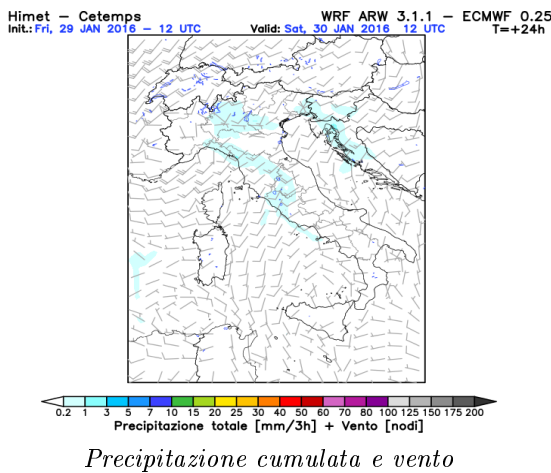 Himet – Cetemps WRF ARW 3.1.1 – ECMWF 0.25
Init.: Fri, 29 JAN 2016 – 12 UTC Valid: Sat, 30 JAN 2016 12 UTC T=+24h
0.2 1 3 5 7 10 15 20 25 30 40 50 60 70 80 100 125 150 175 200
Precipitazione totale [mm/3h] + Vento [nodi]
Precipitazione cumulata e vento